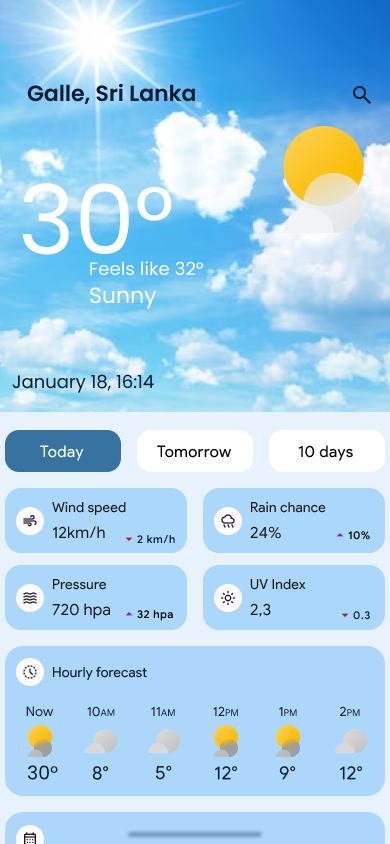 Galle, Sri Lanka
30°
Feels like 32°
Sunny
January 18, 16:14
Today Tomorrow 10 days
Wind speed
12km/h 2 km/h
Rain chance
24% 10%
Pressure
720 hpa 32 hpa
UV Index
2,3 0.3
Hourly forecast
Now 10AM 11AM 12PM 1PM 2PM
30° 8° 5° 12° 9° 12°